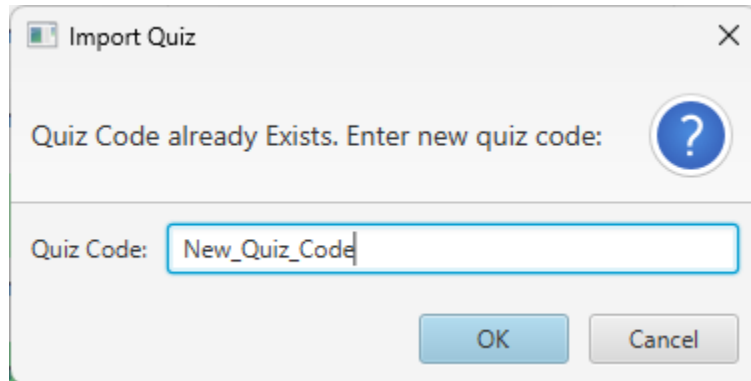 Import Quiz
Quiz Code already Exists. Enter new quiz code:
?
Quiz Code: New_Quiz_Code
OK Cancel